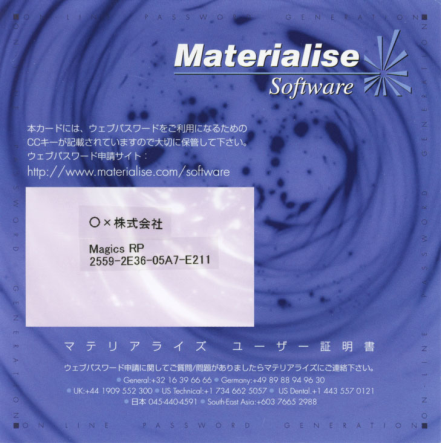 ON-LINE PASSWORD GENERATION
Materialise
Software
本カードには、ウェブパスワードをご利用になるための
CCキーが記載されていますので大切に保管して下さい。
ウェブパスワード申請サイト：
http://www.materialise.com/software
○×株式会社
Magics RP
2559-2E36-05A7-E211
マテリアライズ ユーザー証明書
ウェブパスワード申請に関してご質問/問題がありましたらマテリアライズにご連絡下さい。
General:+32 16 39 66 66 Germany:+49 89 88 94 96 30
UK:+44 1909 552 300 US Technical:+1 734 662 5057 US Dental:+1 443 557 0121
日本 045-440-4591 South-East Asia:+603 7665 2988
ON-LINE PASSWORD GENERATION